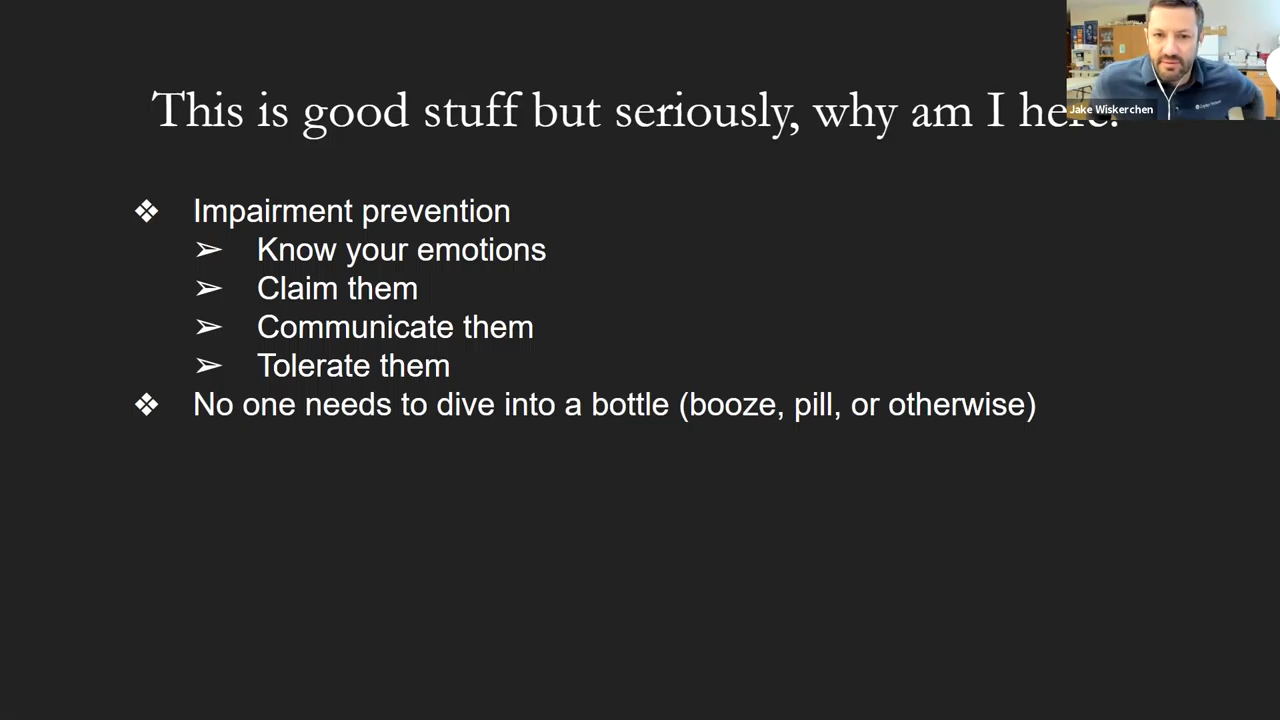 This is good stuff but seriously, why am I here?
Jake Wiskerchen
❖ Impairment prevention
➢ Know your emotions
➢ Claim them
➢ Communicate them
➢ Tolerate them
❖ No one needs to dive into a bottle (booze, pill, or otherwise)